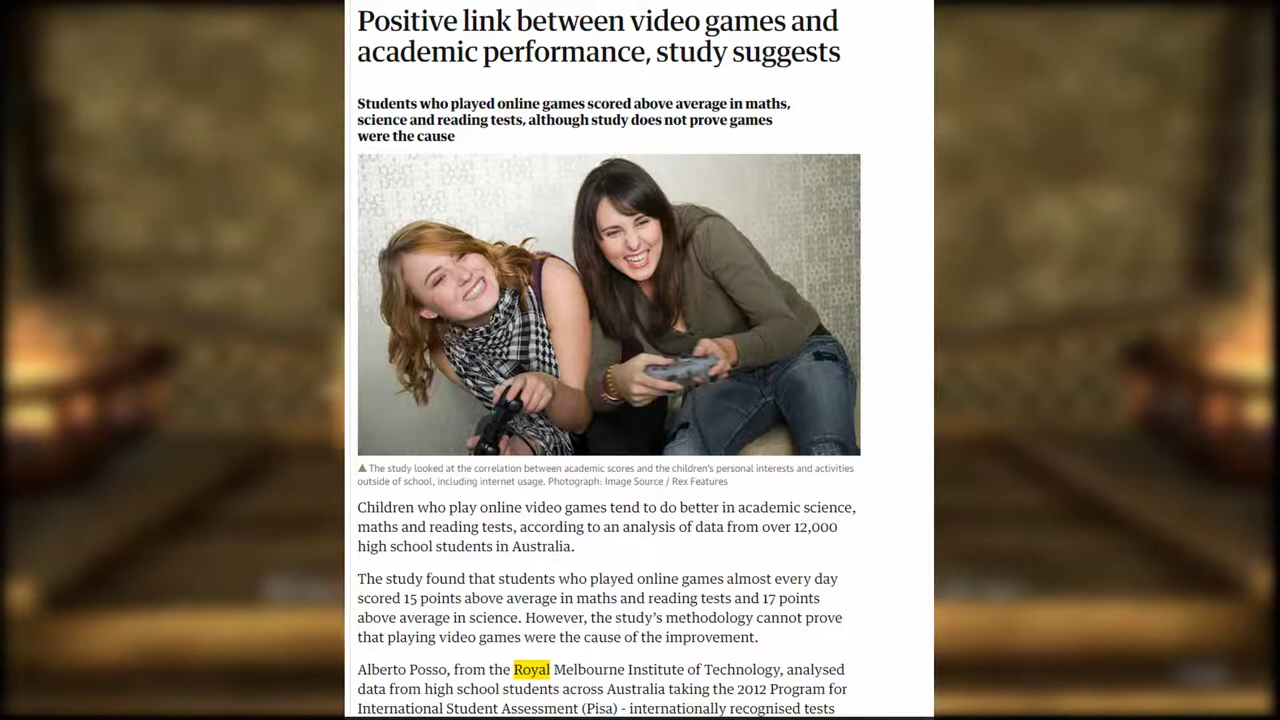 Positive link between video games and
academic performance, study suggests
Students who played online games scored above average in maths,
science and reading tests, although study does not prove games
were the cause
▲ The study looked at the correlation between academic scores and the children's personal interests and activities
outside of school, including internet usage. Photograph: Image Source / Rex Features
Children who play online video games tend to do better in academic science,
maths and reading tests, according to an analysis of data from over 12,000
high school students in Australia.
The study found that students who played online games almost every day
scored 15 points above average in maths and reading tests and 17 points
above average in science. However, the study's methodology cannot prove
that playing video games were the cause of the improvement.
Alberto Posso, from the Royal Melbourne Institute of Technology, analysed
data from high school students across Australia taking the 2012 Program for
International Student Assessment (Pisa) - internationally recognised tests